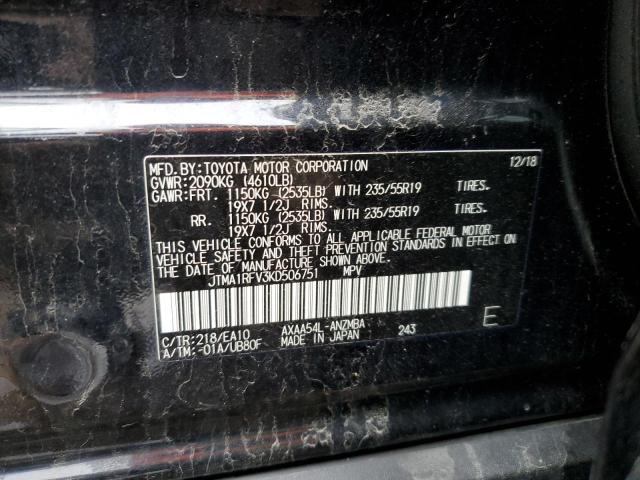 MFD.BY:TOYOTA MOTOR CORPORATION 12/18
GVWR:2090KG (4610LB)
GAWR:FRT. 1150KG (2535LB) WITH 235/55R19 TIRES.
19X7 1/2J RIMS.
RR. 1150KG (2535LB) WITH 235/55R19 TIRES.
19X7 1/2J RIMS.
THIS VEHICLE CONFORMS TO ALL APPLICABLE FEDERAL MOTOR
VEHICLE SAFETY AND THEFT PREVENTION STANDARDS IN EFFECT ON
THE DATE OF MANUFACTURE SHOWN ABOVE.
JTMA1RFV3KD506751 MPV
C/TR:218/EA10 AXAA54L-ANZMBA 243 E
A/TM:-01A/UB80F MADE IN JAPAN